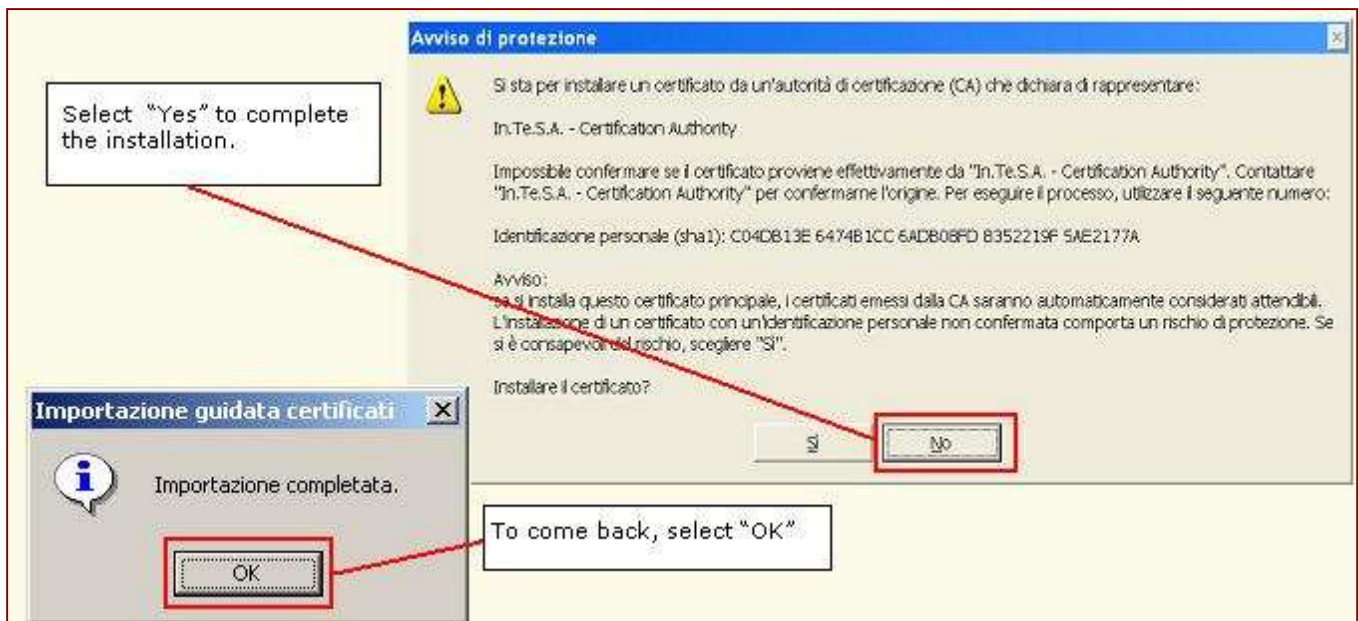 Avviso di protezione
Si sta per installare un certificato da un'autorità di certificazione (CA) che dichiara di rappresentare:
In.Te.S.A. - Certification Authority
Impossibile confermare se il certificato proviene effettivamente da "In.Te.S.A. - Certification Authority". Contattare
"In.Te.S.A. - Certification Authority" per confermarne l'origine. Per eseguire il processo, utilizzare il seguente numero:
Identificazione personale (sha1): C04DB13E 6474B1CC 6ADB08FD 8352219F 5AE2177A
Avviso:
se si installa questo certificato principale, i certificati emessi dalla CA saranno automaticamente considerati attendibili.
L'installazione di un certificato con un'identificazione personale non confermata comporta un rischio di protezione. Se
si è consapevoli del rischio, scegliere "Sì".
Installare il certificato?
Sì
No
Select "Yes" to complete
the installation.
Importazione guidata certificati
Importazione completata.
OK
To come back, select "OK"